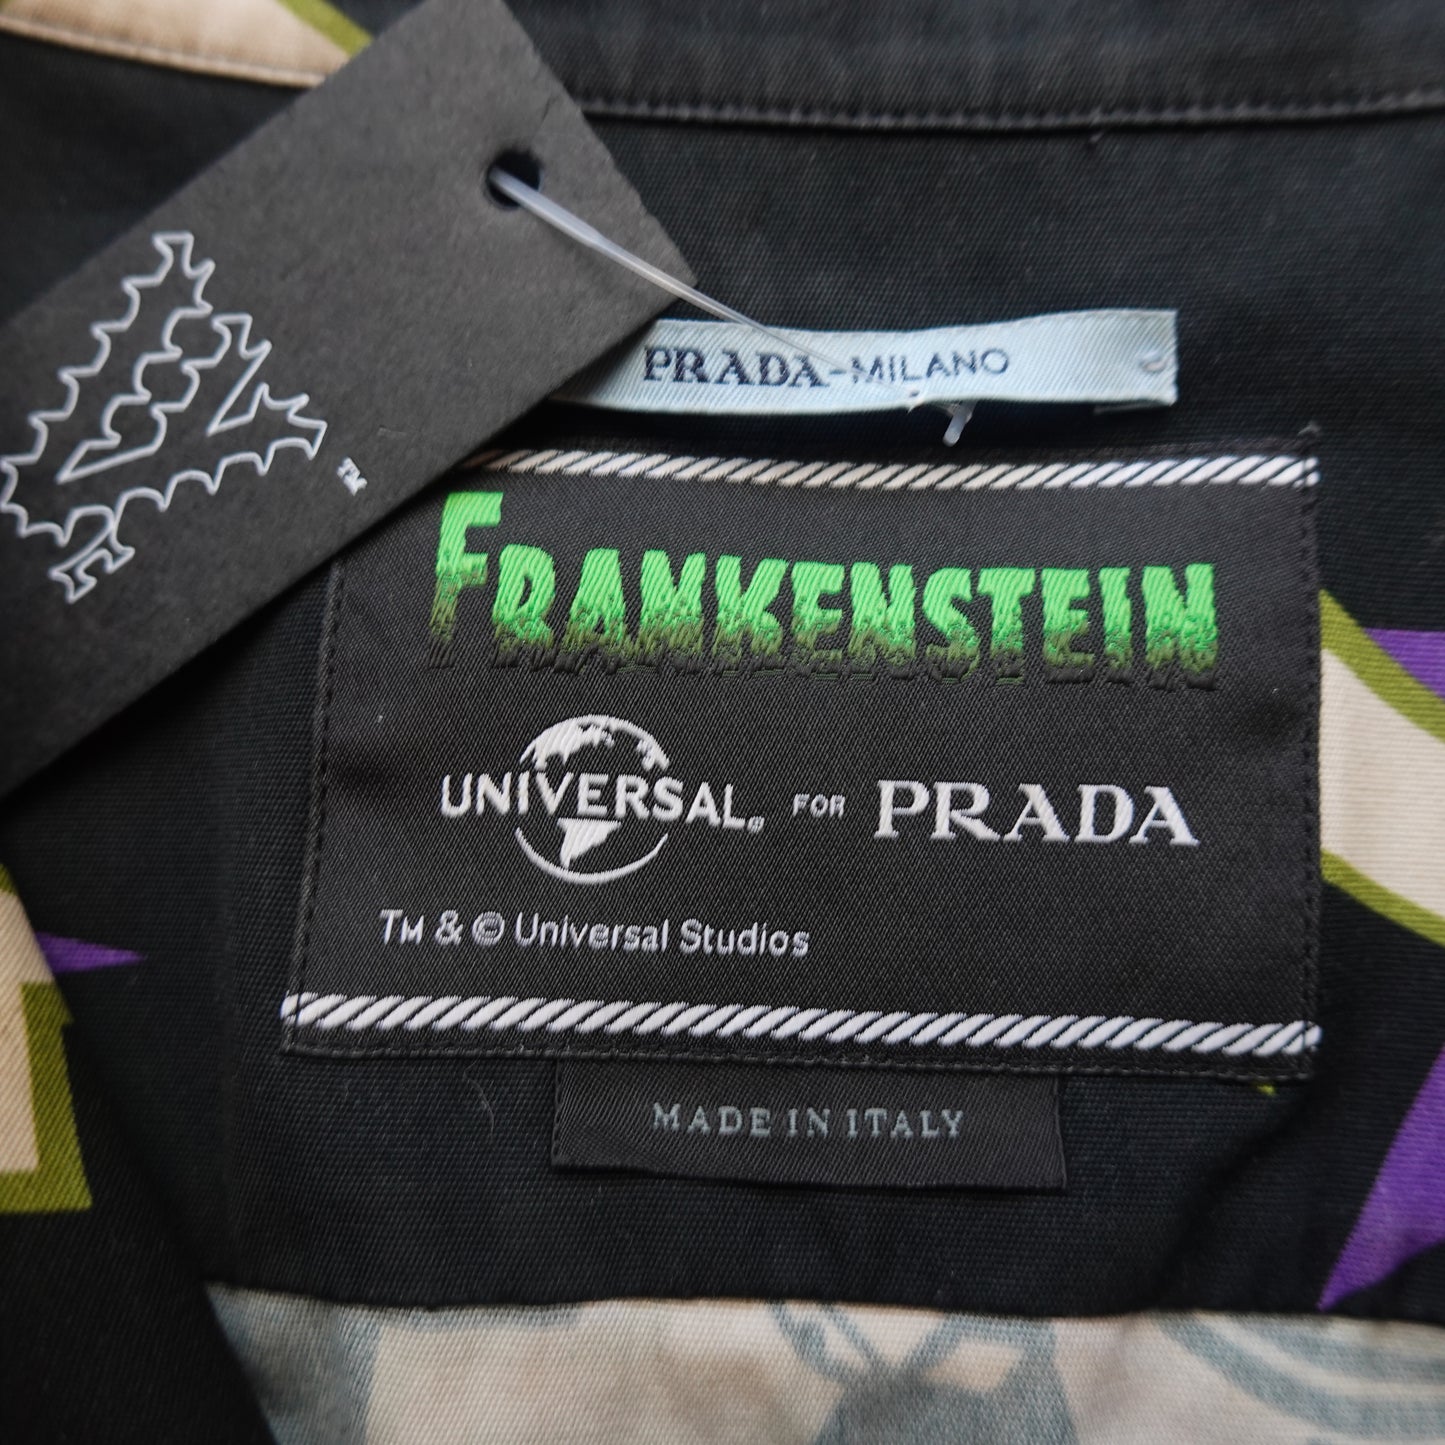 PRADA-MILANO
FRANKENSTEIN
UNIVERSAL® FOR PRADA
TM & © Universal Studios
MADE IN ITALY